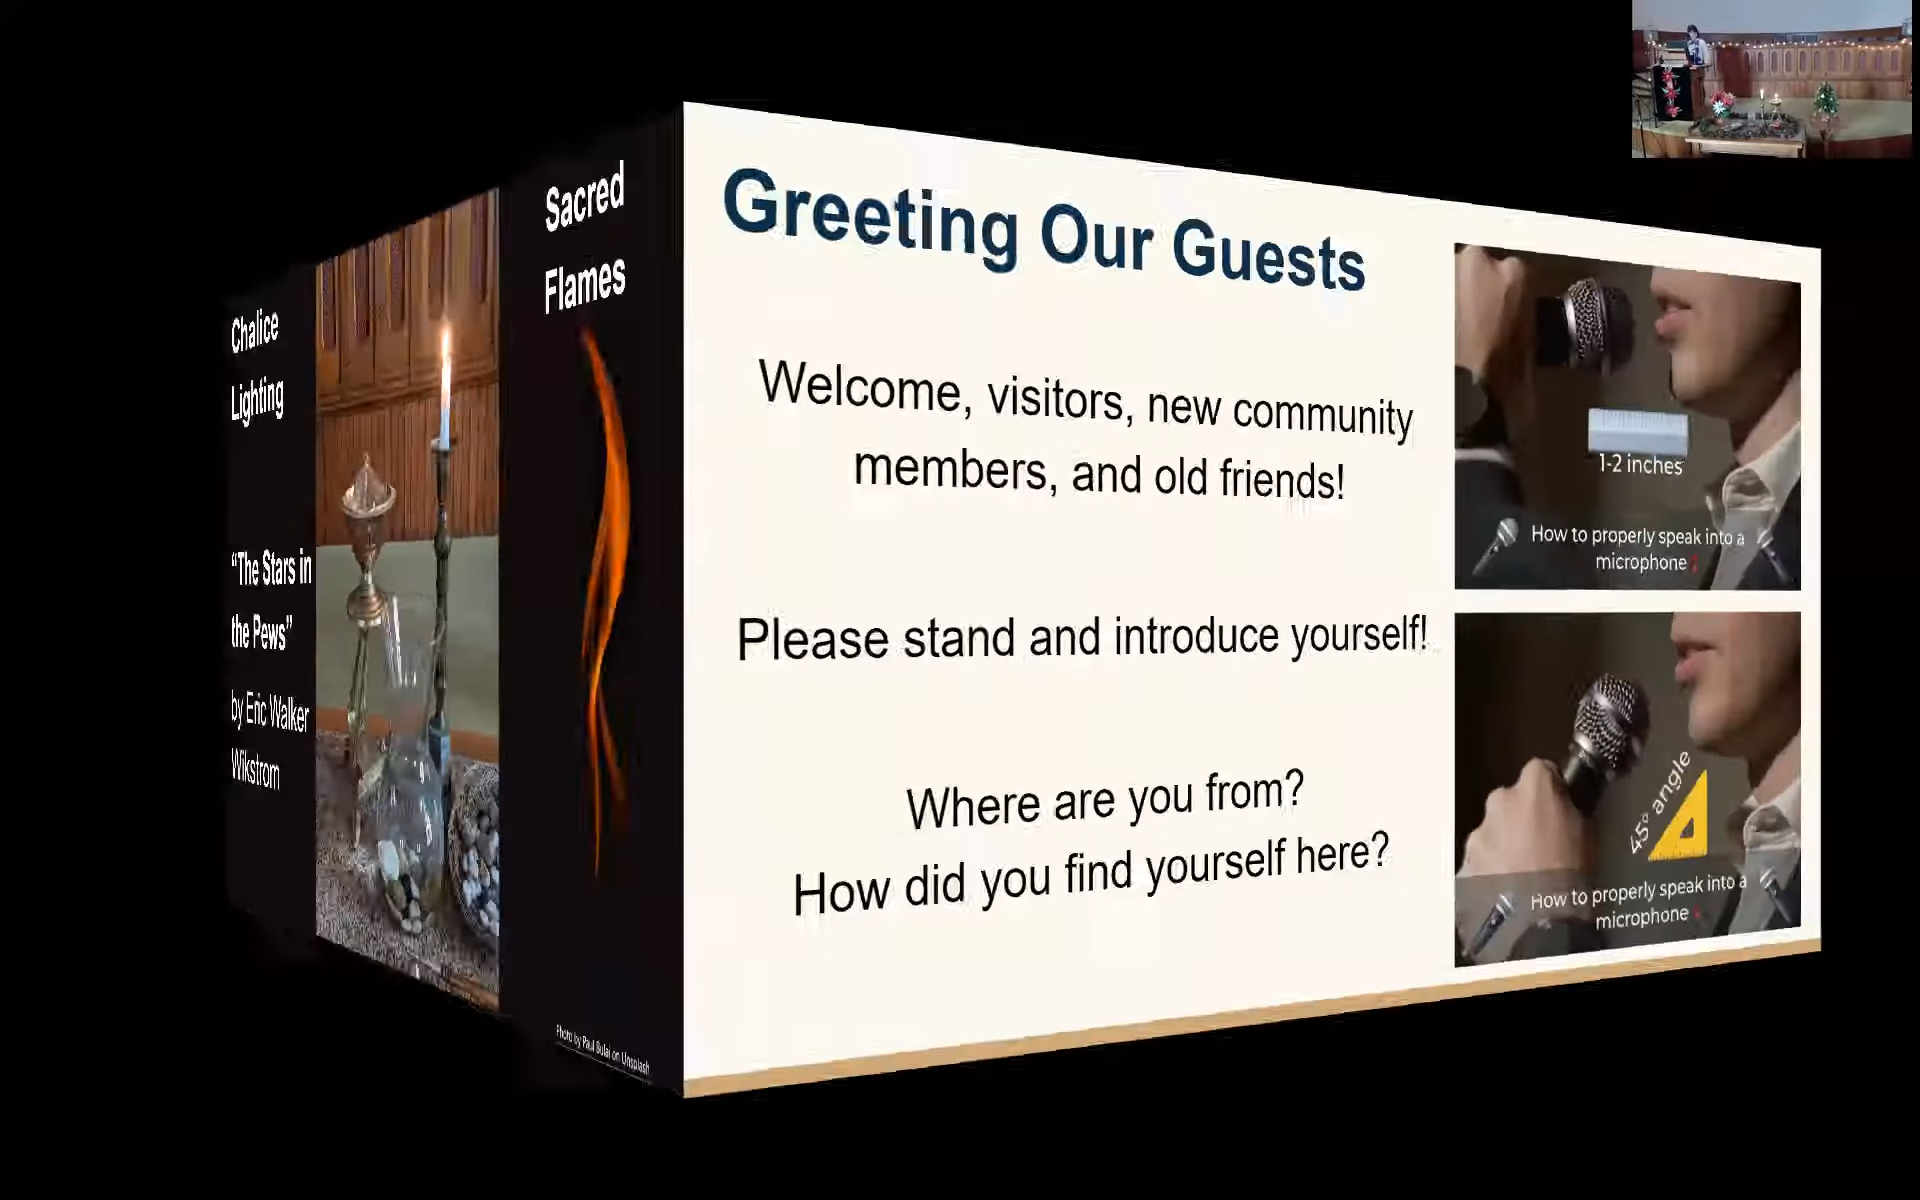 Chalice
Lighting
“The Stars in
the Pews”
by Eric Walker
Wikstrom
Sacred
Flames
Photo by Paul Bulai on Unsplash
Greeting Our Guests
Welcome, visitors, new community
members, and old friends!
Please stand and introduce yourself!
Where are you from?
How did you find yourself here?
1-2 inches
How to properly speak into a
microphone
45° angle
How to properly speak into a
microphone